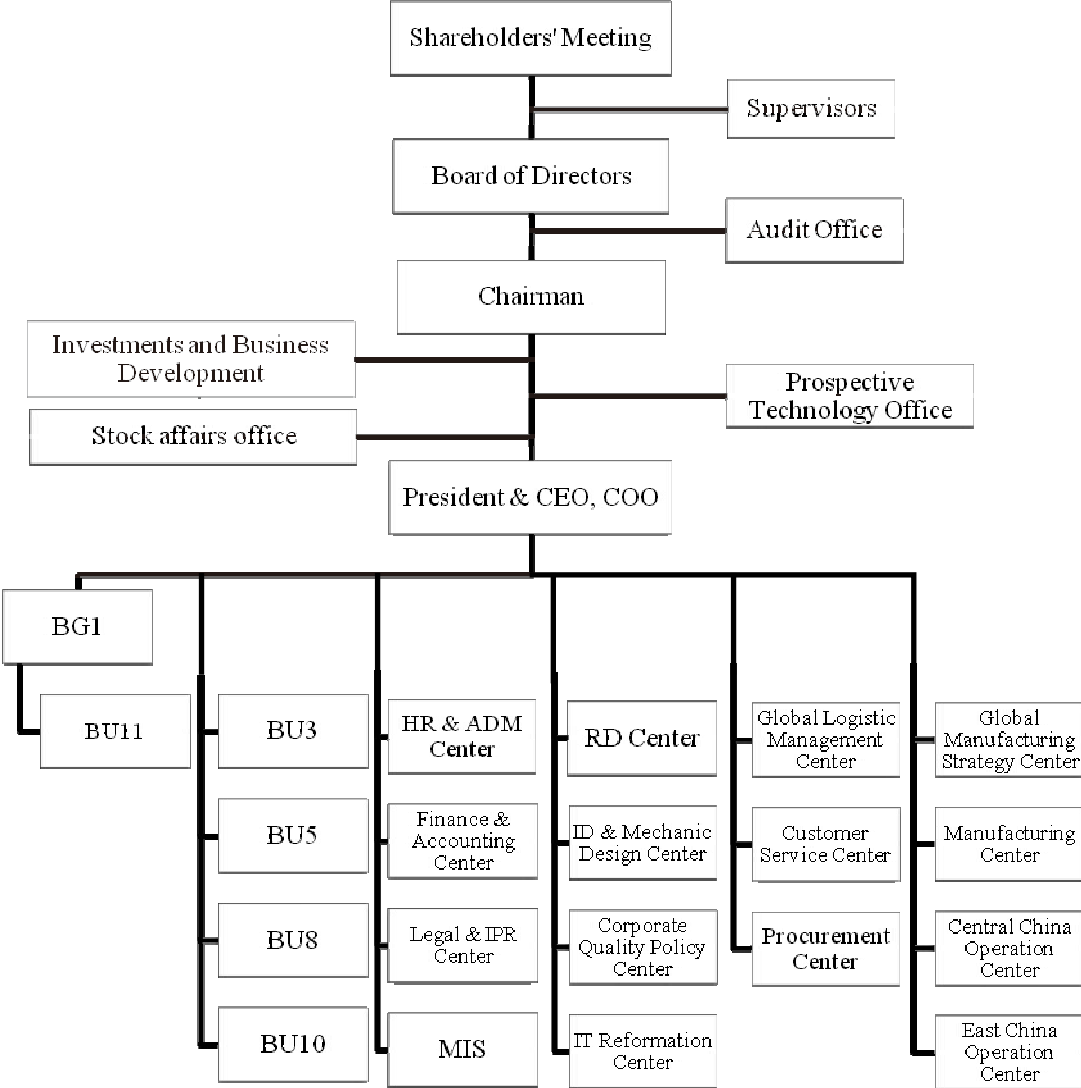 Shareholders' Meeting
Supervisors
Board of Directors
Audit Office
Chairman
Investments and Business
Development
Prospective
Technology Office
Stock affairs office
President & CEO, COO
BG1
BU11
BU3
BU5
BU8
BU10
HR & ADM
Center
Finance &
Accounting
Center
Legal & IPR
Center
MIS
RD Center
ID & Mechanic
Design Center
Corporate
Quality Policy
Center
IT Reformation
Center
Global Logistic
Management
Center
Customer
Service Center
Procurement
Center
Global
Manufacturing
Strategy Center
Manufacturing
Center
Central China
Operation
Center
East China
Operation
Center